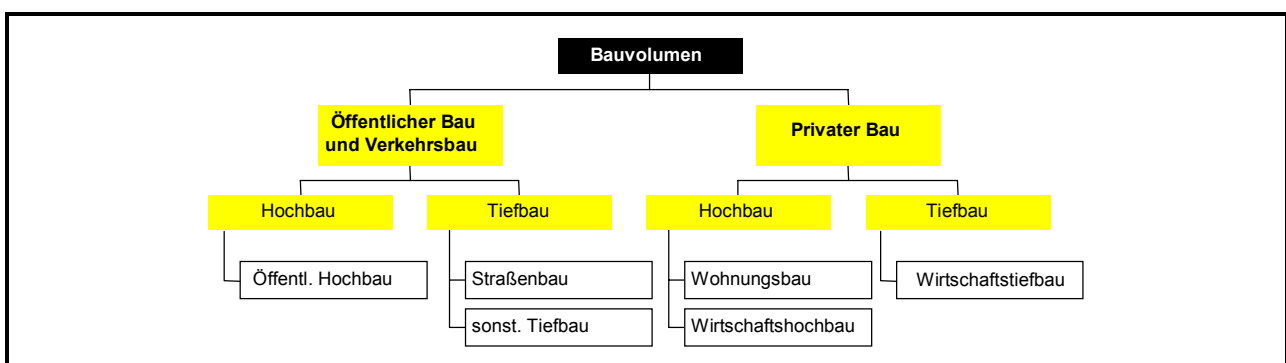 Bauvolumen
Öffentlicher Bau
und Verkehrsbau
Privater Bau
Hochbau
Tiefbau
Hochbau
Tiefbau
Öffentl. Hochbau
Straßenbau
Wohnungsbau
Wirtschaftstiefbau
sonst. Tiefbau
Wirtschaftshochbau